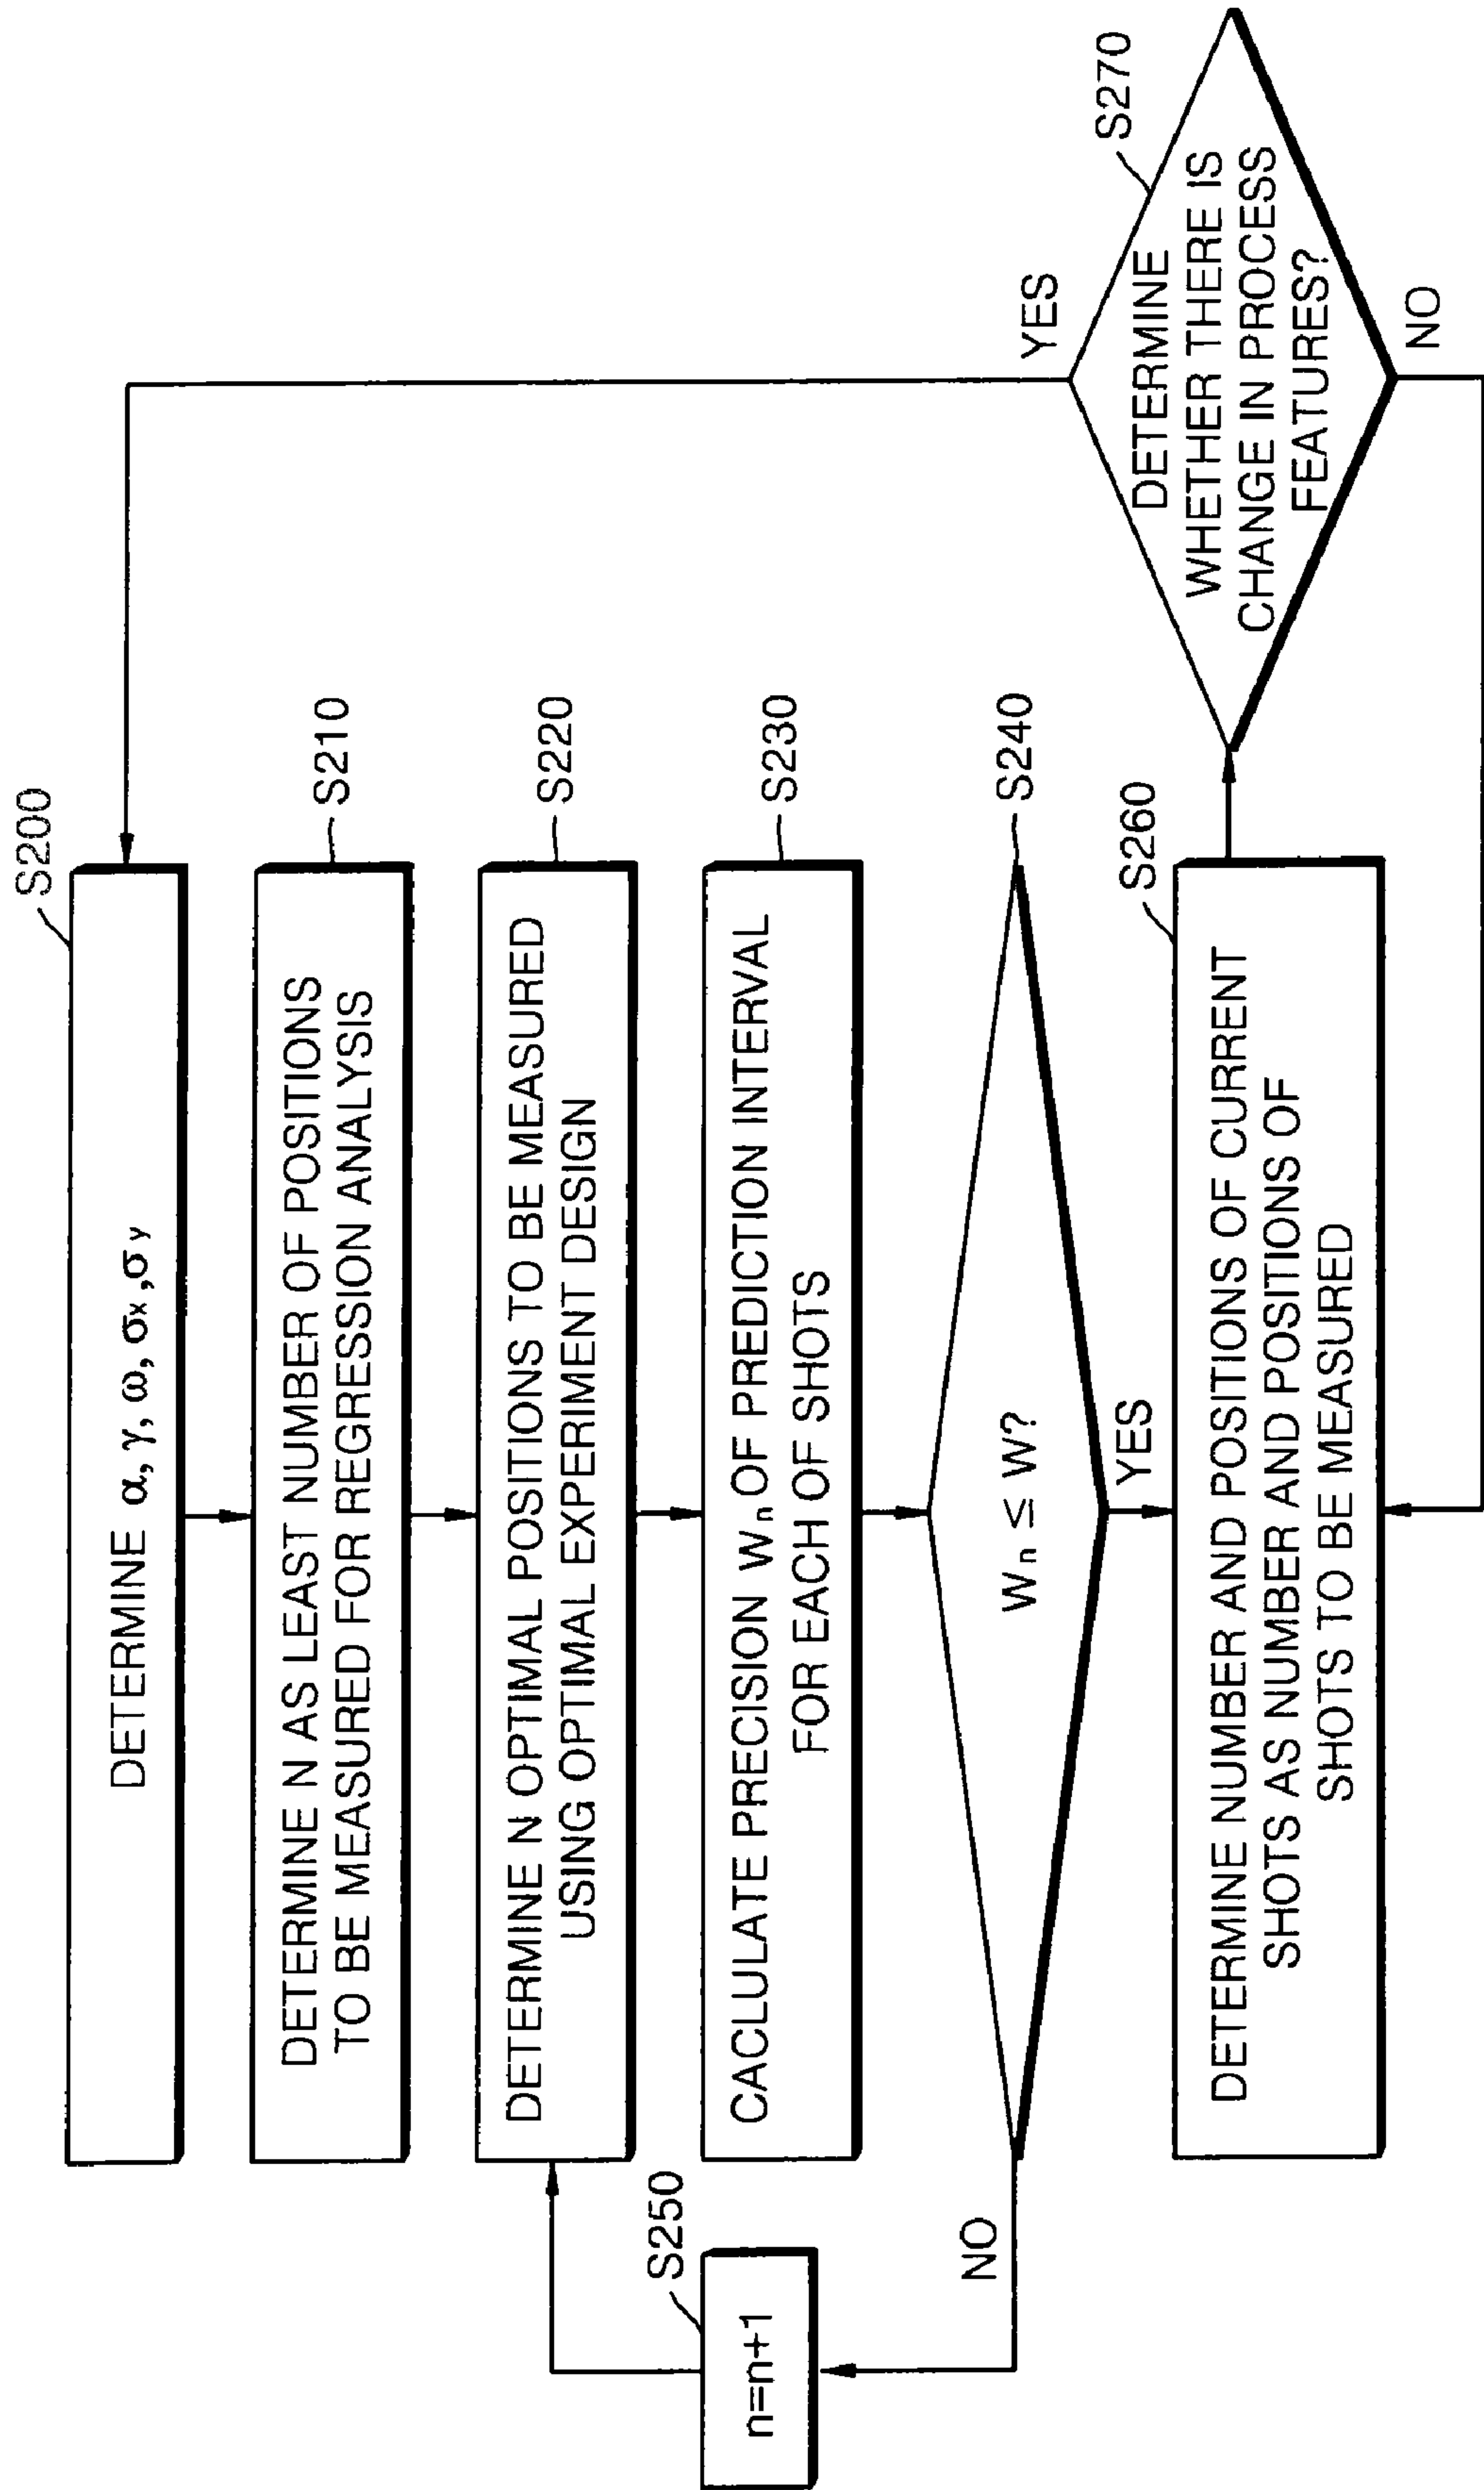 S200
DETERMINE α, γ, ω, σx, σy
S210
DETERMINE N AS LEAST NUMBER OF POSITIONS
TO BE MEASURED FOR REGRESSION ANALYSIS
S220
DETERMINE N OPTIMAL POSITIONS TO BE MEASURED
USING OPTIMAL EXPERIMENT DESIGN
S230
CACLULATE PRECISION Wn OF PREDICTION INTERVAL
FOR EACH OF SHOTS
S240
Wn ≤ W?
NO
S250
n=n+1
YES
S260
DETERMINE NUMBER AND POSITIONS OF CURRENT
SHOTS AS NUMBER AND POSITIONS OF
SHOTS TO BE MEASURED
S270
DETERMINE
WHETHER THERE IS
CHANGE IN PROCESS
FEATURES?
YES
NO